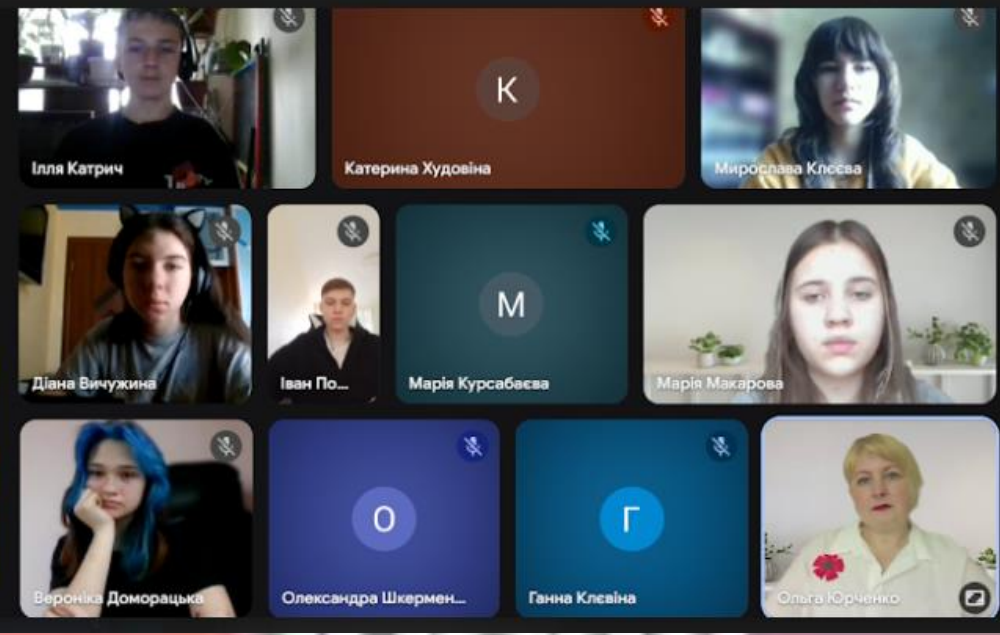 Ілля Катрич
К
Катерина Худовіна
Мирослава Клєєва
Діана Вичужина
Іван По...
М
Марія Курсабаєва
Марія Макарова
Вероніка Доморацька
О
Олександра Шкермен...
Г
Ганна Клєвіна
Ольга Юрченко